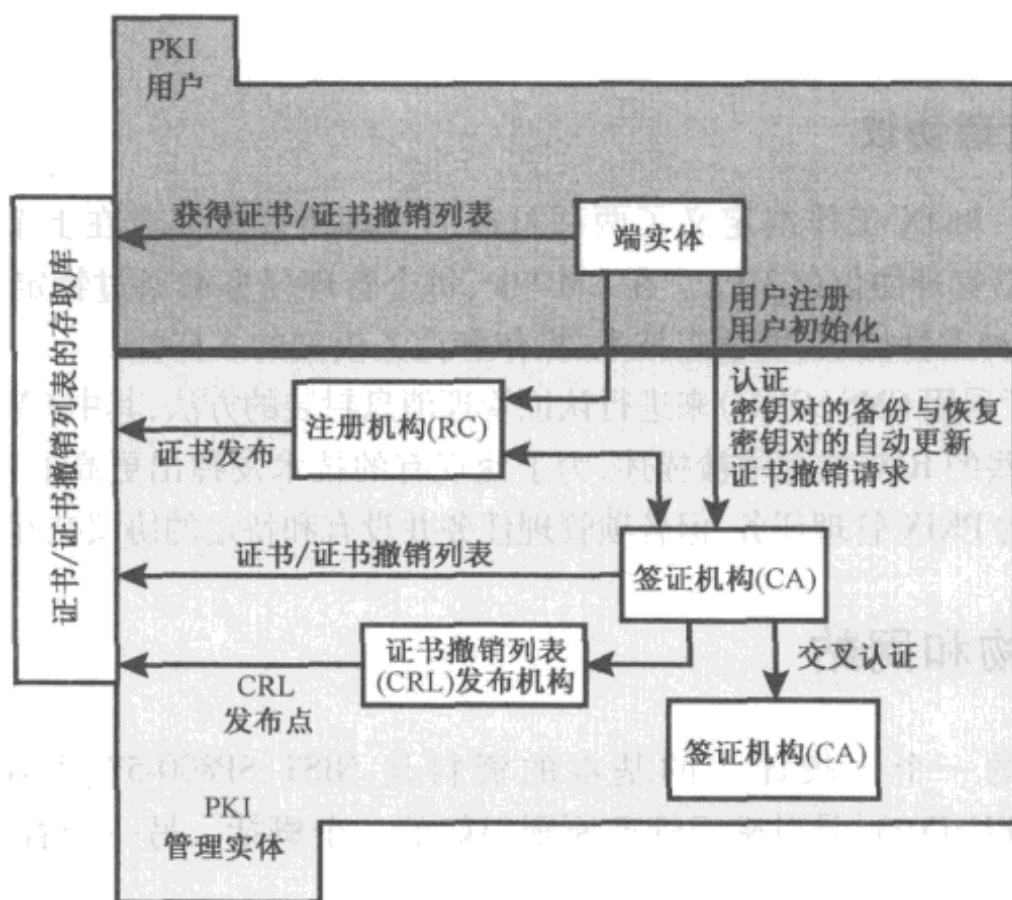 PKI
用户
证书/证书撤销列表的存取库
获得证书/证书撤销列表
端实体
用户注册
用户初始化
认证
密钥对的备份与恢复
密钥对的自动更新
证书撤销请求
注册机构(RC)
证书发布
证书/证书撤销列表
签证机构(CA)
证书撤销列表
(CRL)发布机构
交叉认证
CRL
发布点
签证机构(CA)
PKI
管理实体